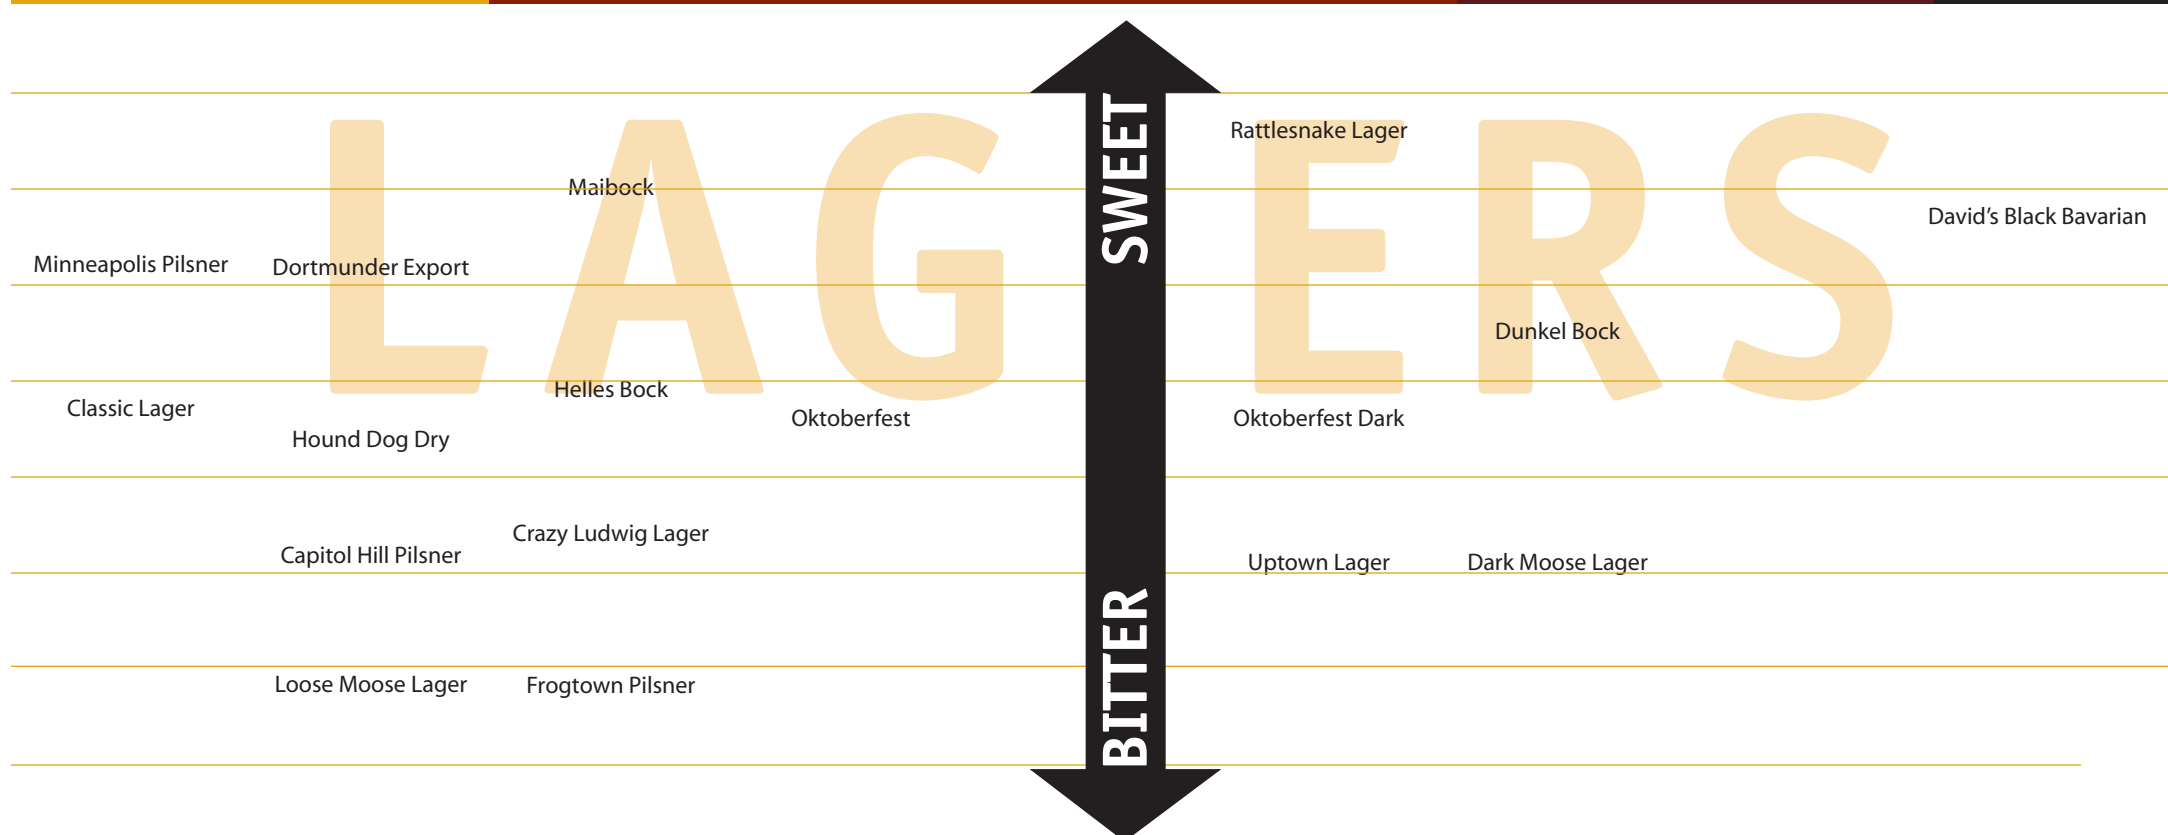 LAGERS
SWEET
BITTER
Rattlesnake Lager
Maibock
David’s Black Bavarian
Minneapolis Pilsner
Dortmunder Export
Dunkel Bock
Helles Bock
Classic Lager
Oktoberfest
Oktoberfest Dark
Hound Dog Dry
Crazy Ludwig Lager
Capitol Hill Pilsner
Uptown Lager
Dark Moose Lager
Loose Moose Lager
Frogtown Pilsner